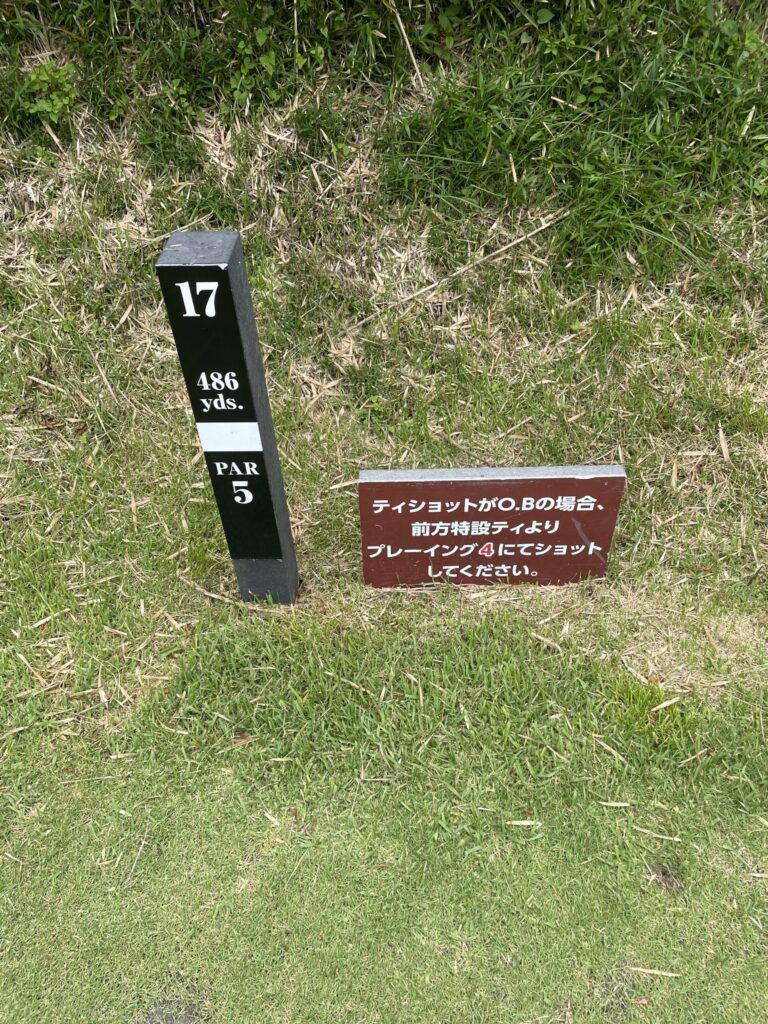 17
486
yds.
PAR
5
ティショットがO.Bの場合、
前方特設ティより
プレーイング4にてショット
してください。